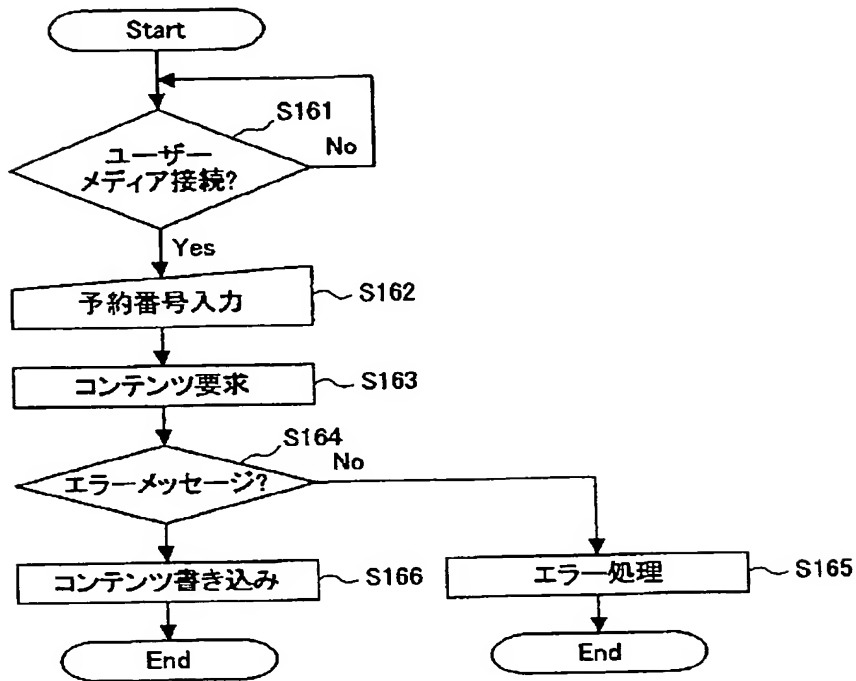 Start
S161
ユーザー
メディア接続?
No
Yes
予約番号入力
S162
コンテンツ要求
S163
S164
エラーメッセージ?
No
コンテンツ書き込み
S166
エラー処理
S165
End
End